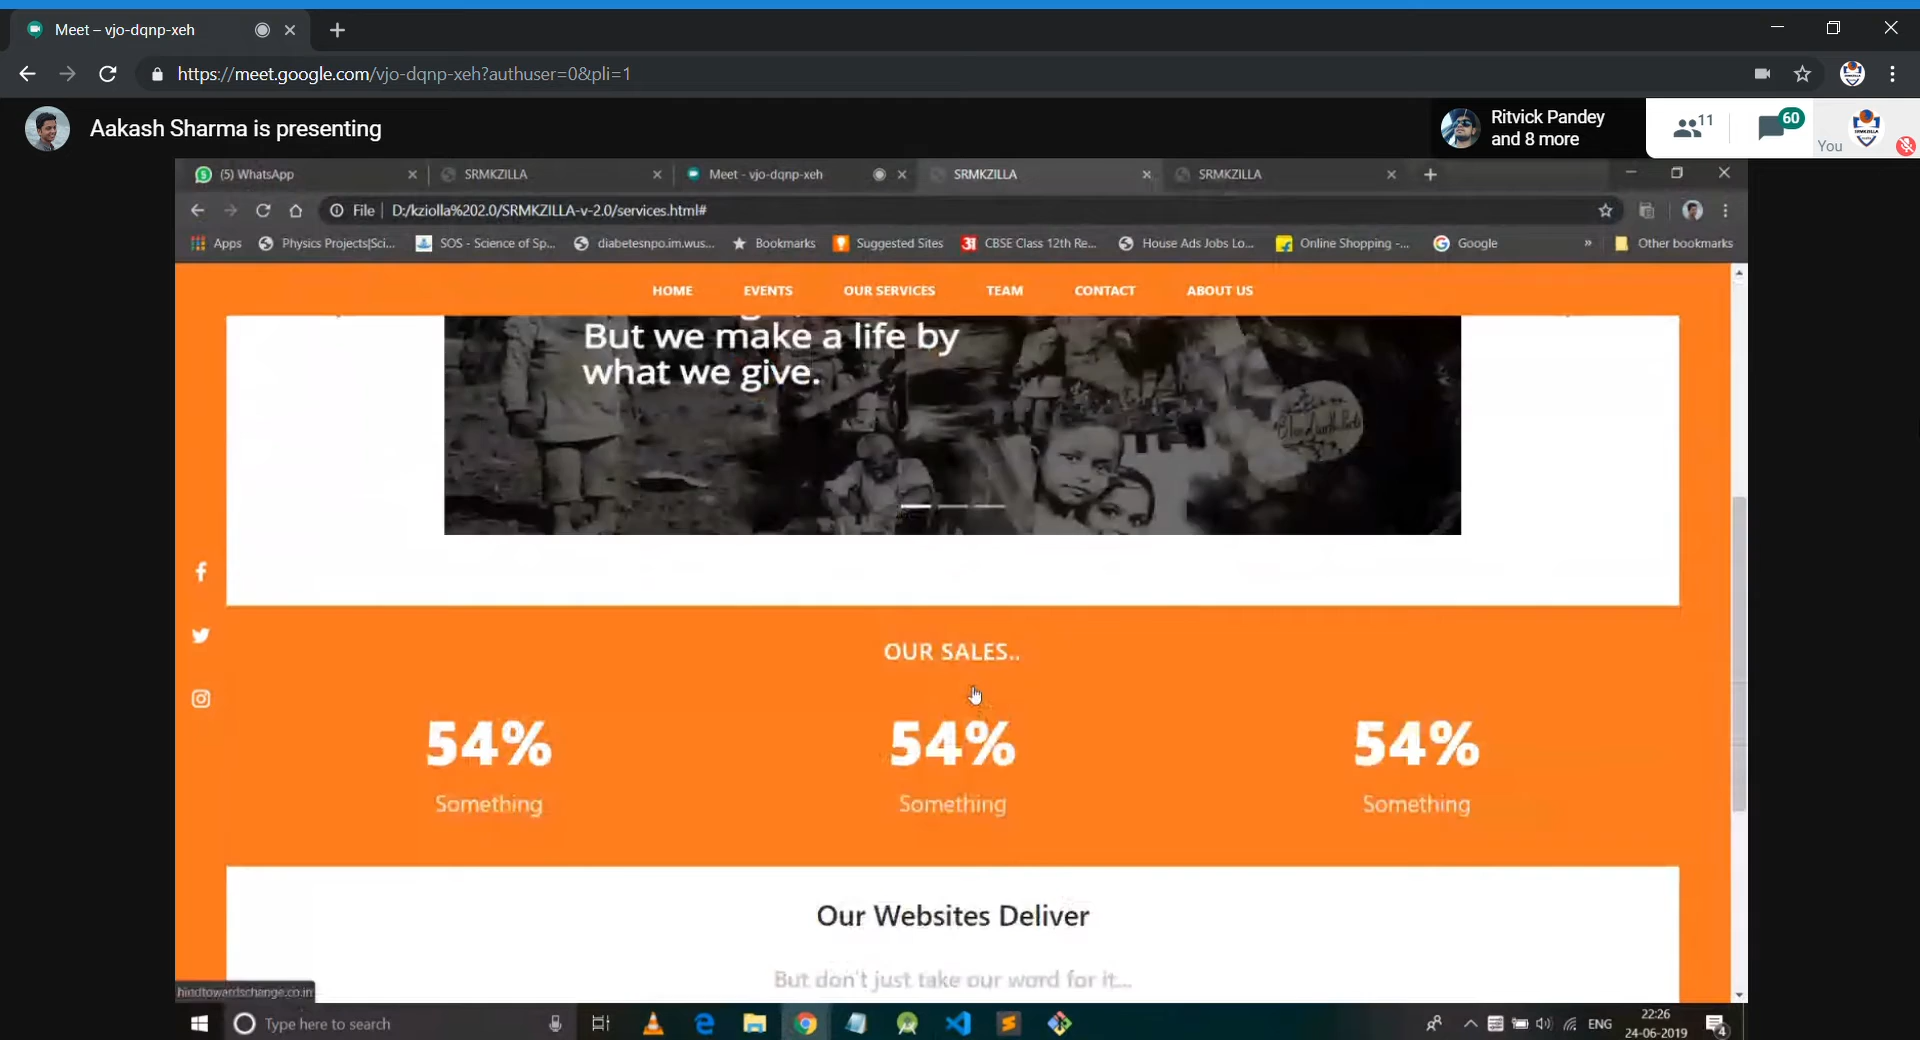 Meet – vjo-dqnp-xeh
https://meet.google.com/vjo-dqnp-xeh?authuser=0&pli=1
Aakash Sharma is presenting
Ritvick Pandey
and 8 more
11
60
You
(5) WhatsApp
SRMKZILLA
Meet - vjo-dqnp-xeh
SRMKZILLA
SRMKZILLA
File
D:/kziolla%202.0/SRMKZILLA-v-2.0/services.html#
Apps
Physics Projects|Sci...
SOS - Science of Sp...
diabetesnpo.im.wus...
Bookmarks
Suggested Sites
31
CBSE Class 12th Re...
House Ads Jobs Lo...
Online Shopping -...
Google
»
Other bookmarks
HOME
EVENTS
OUR SERVICES
TEAM
CONTACT
ABOUT US
But we make a life by
what we give.
OUR SALES..
54%
54%
54%
Something
Something
Something
Our Websites Deliver
But don't just take our word for it...
hindtowardschange.co.in
Type here to search
ENG
22:26
24-06-2019
4